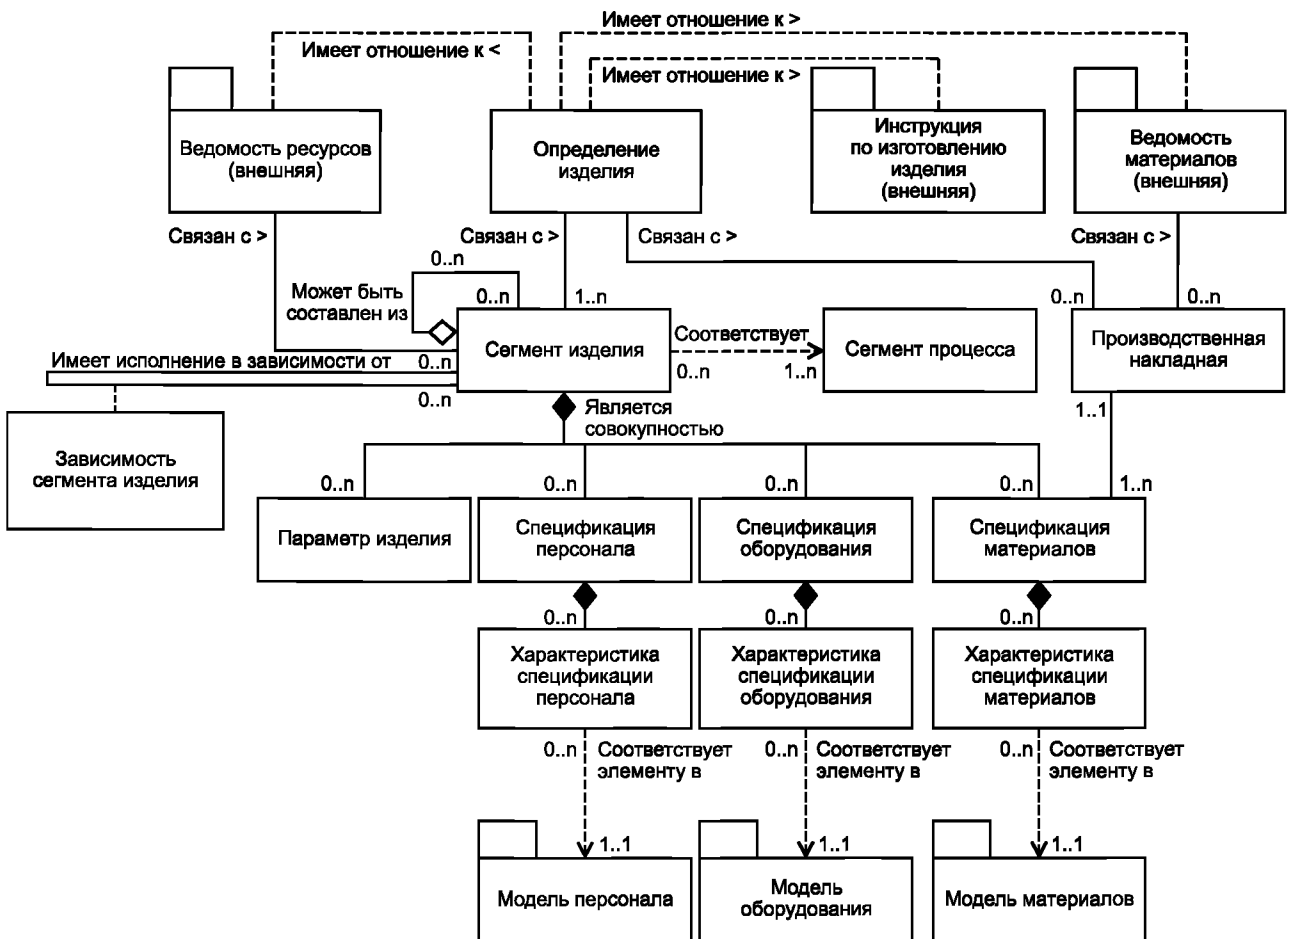 Имеет отношение к >
Имеет отношение к <
Имеет отношение к >
Ведомость ресурсов
(внешняя)
Определение
изделия
Инструкция
по изготовлению
изделия
(внешняя)
Ведомость
материалов
(внешняя)
Связан с >
Связан с >
Связан с >
Связан с >
0..n
Может быть
составлен из
0..n
1..n
0..n
0..n
Сегмент изделия
Соответствует
0..n
1..n
Сегмент процесса
Производственная
накладная
Имеет исполнение в зависимости от
0..n
0..n
Является
совокупностью
1..1
Зависимость
сегмента изделия
0..n
0..n
0..n
0..n
1..n
Параметр изделия
Спецификация
персонала
Спецификация
оборудования
Спецификация
материалов
0..n
0..n
0..n
Характеристика
спецификации
персонала
Характеристика
спецификации
оборудования
Характеристика
спецификации
материалов
0..n
Соответствует
элементу в
0..n
Соответствует
элементу в
0..n
Соответствует
элементу в
1..1
1..1
1..1
Модель персонала
Модель
оборудования
Модель материалов